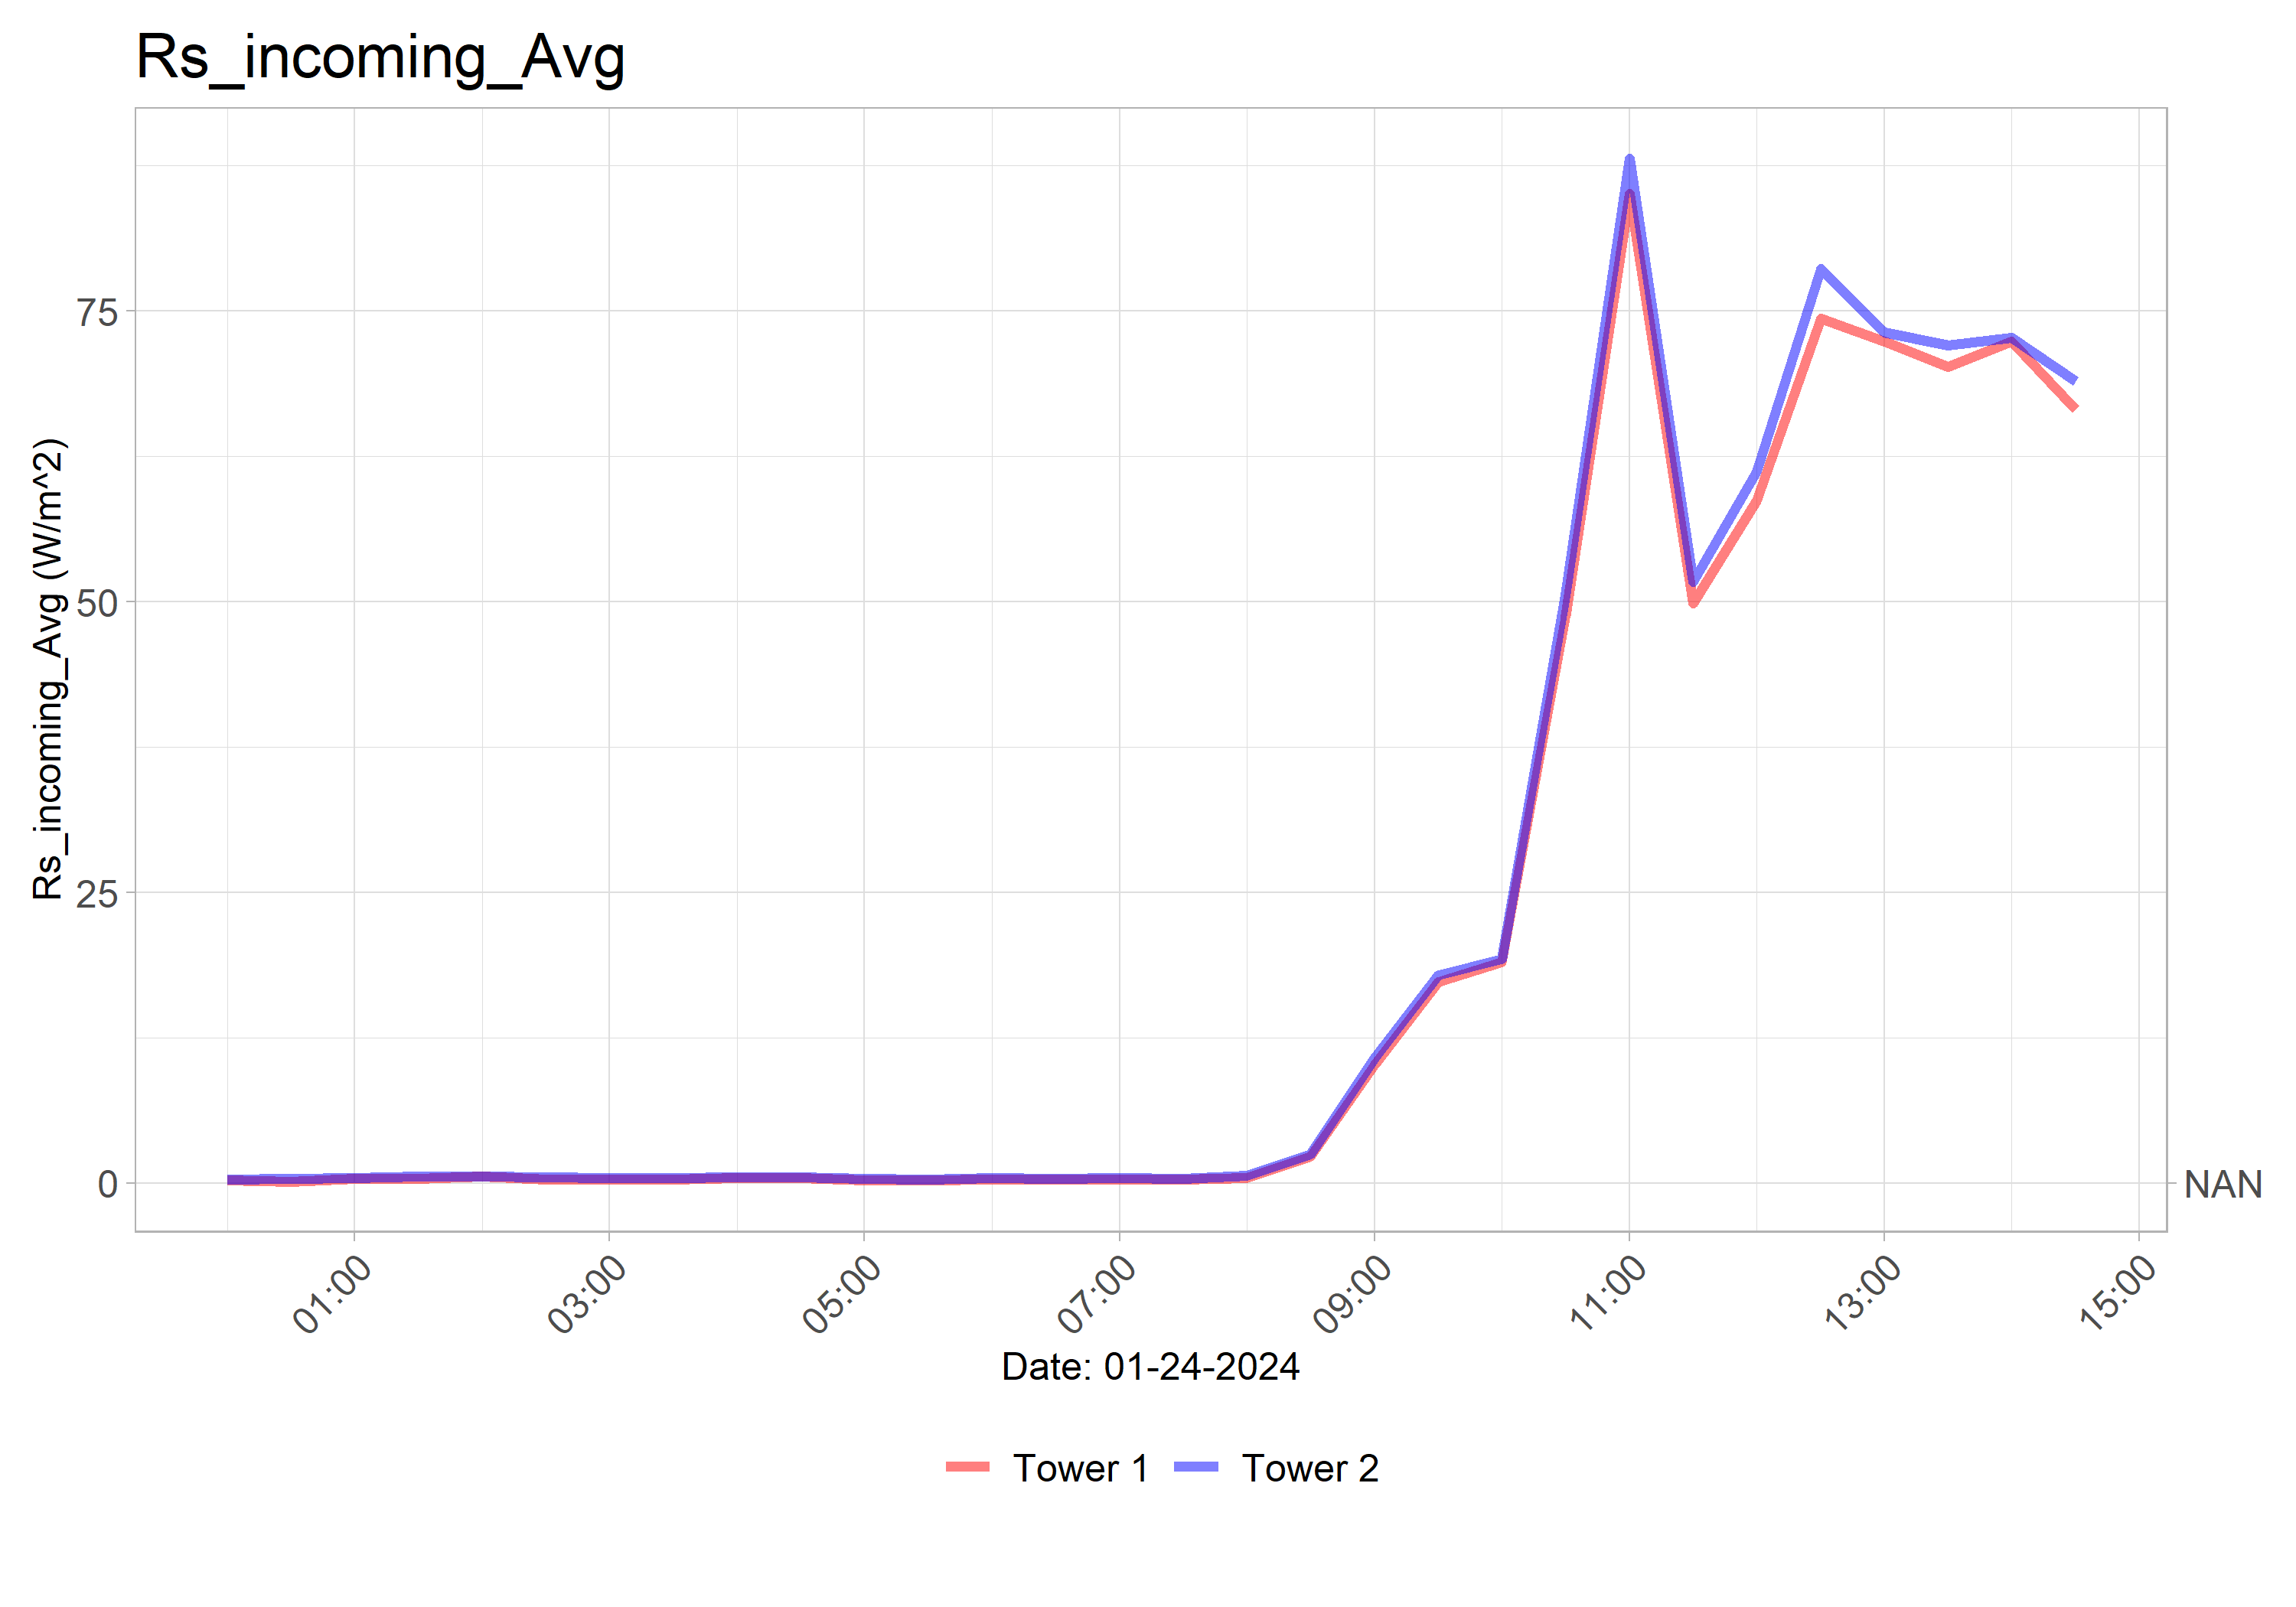 Rs_incoming_Avg
Rs_incoming_Avg (W/m^2)
75
50
25
0
NAN
01:00
03:00
05:00
07:00
09:00
11:00
13:00
15:00
Date: 01-24-2024
Tower 1
Tower 2